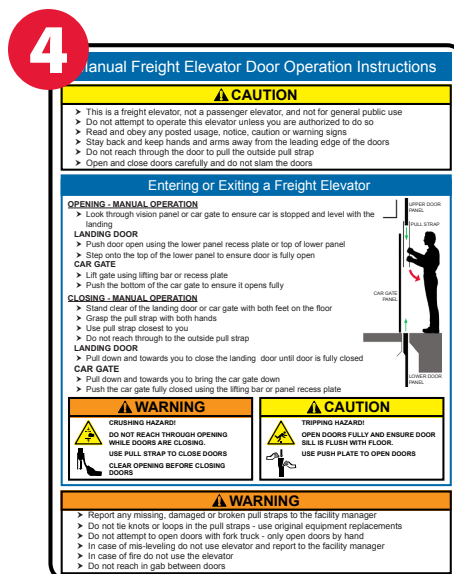 4
Manual Freight Elevator Door Operation Instructions
CAUTION
➤ This is a freight elevator, not a passenger elevator, and not for general public use
➤ Do not attempt to operate this elevator unless you are authorized to do so
➤ Read and obey any posted usage, notice, caution or warning signs
➤ Stay back and keep hands and arms away from the leading edge of the doors
➤ Do not reach through the door to pull the outside pull strap
➤ Open and close doors carefully and do not slam the doors
Entering or Exiting a Freight Elevator
OPENING - MANUAL OPERATION
➤ Look through vision panel or car gate to ensure car is stopped and level with the
landing
LANDING DOOR
➤ Push door open using the lower panel recess plate or top of lower panel
➤ Step onto the top of the lower panel to ensure door is fully open
CAR GATE
➤ Lift gate using lifting bar or recess plate
➤ Push the bottom of the car gate to ensure it opens fully
CLOSING - MANUAL OPERATION
➤ Stand clear of the landing door or car gate with both feet on the floor
➤ Grasp the pull strap with both hands
➤ Use pull strap closest to you
➤ Do not reach through to the outside pull strap
LANDING DOOR
➤ Pull down and towards you to close the landing door until door is fully closed
CAR GATE
➤ Pull down and towards you to bring the car gate down
➤ Push the car gate fully closed using the lifting bar or panel recess plate
UPPER DOOR
PANEL
PULL STRAP
CAR GATE
PANEL
LOWER DOOR
PANEL
WARNING
CRUSHING HAZARD!
DO NOT REACH THROUGH OPENING
WHILE DOORS ARE CLOSING.
USE PULL STRAP TO CLOSE DOORS
CLEAR OPENING BEFORE CLOSING
DOORS
CAUTION
TRIPPING HAZARD!
OPEN DOORS FULLY AND ENSURE DOOR
SILL IS FLUSH WITH FLOOR.
USE PUSH PLATE TO OPEN DOORS
WARNING
➤ Report any missing, damaged or broken pull straps to the facility manager
➤ Do not tie knots or loops in the pull straps - use original equipment replacements
➤ Do not attempt to open doors with fork truck - only open doors by hand
➤ In case of mis-leveling do not use elevator and report to the facility manager
➤ In case of fire do not use the elevator
➤ Do not reach in gab between doors